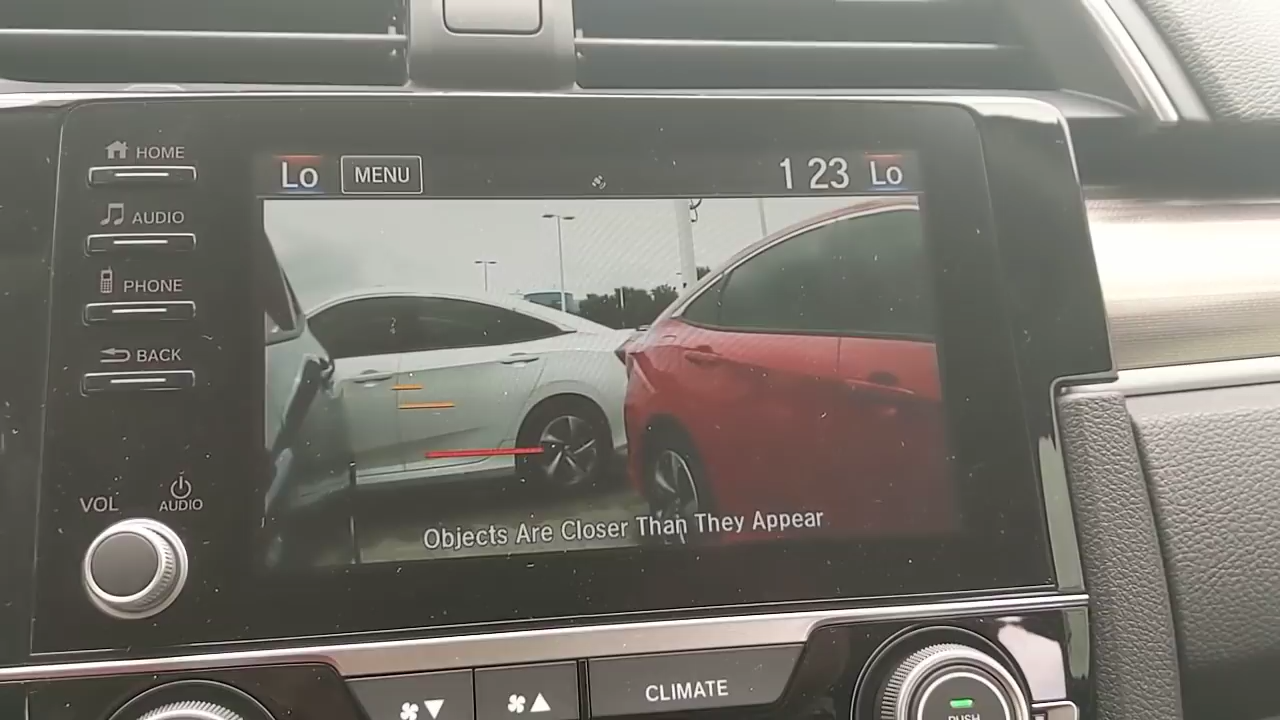 HOME
Lo MENU 1 23 Lo
AUDIO
PHONE
BACK
VOL AUDIO
Objects Are Closer Than They Appear
CLIMATE
PUSH